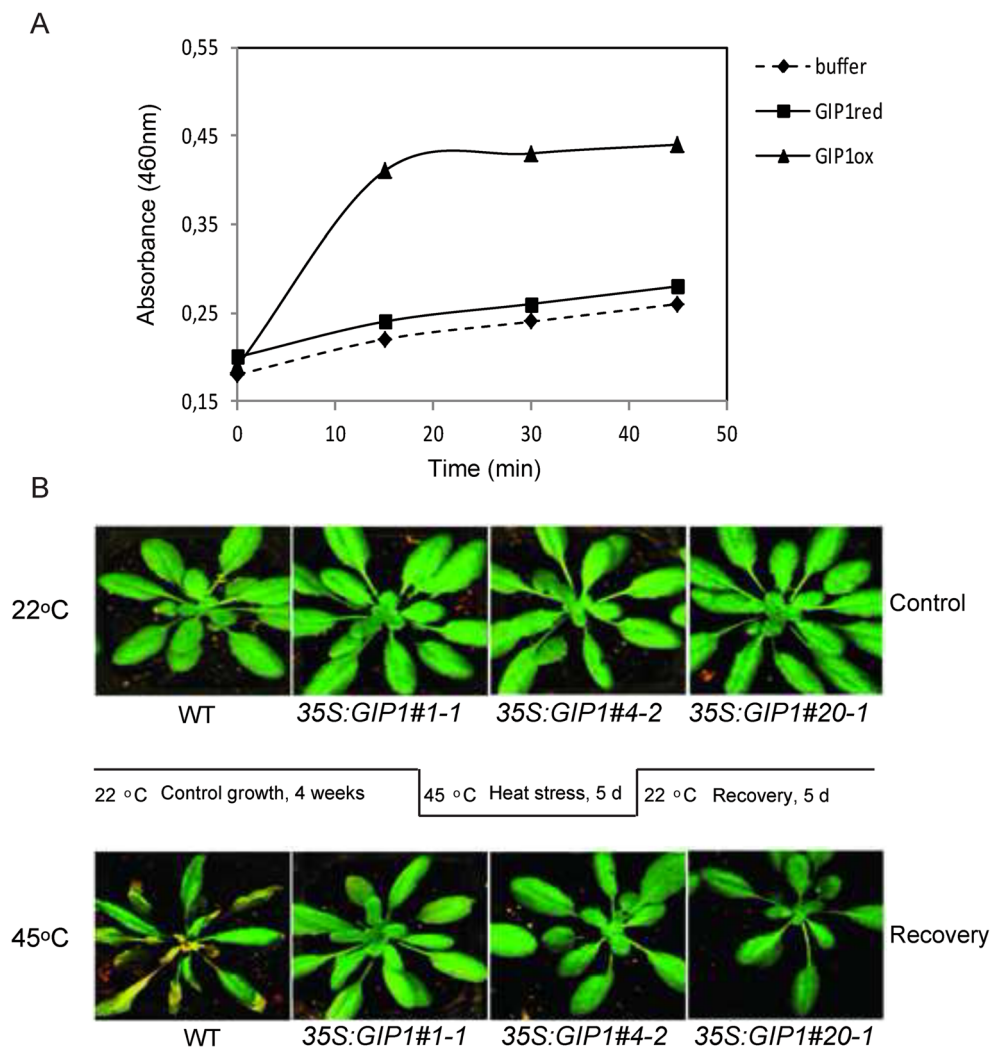 A
0,55
0,45
0,35
0,25
0,15
Absorbance (460nm)
0 10 20 30 40 50
Time (min)
buffer
GIP1red
GIP1ox
B
22°C
Control
WT 35S:GIP1#1-1 35S:GIP1#4-2 35S:GIP1#20-1
22 °C Control growth, 4 weeks 45 °C Heat stress, 5 d 22 °C Recovery, 5 d
45°C
Recovery
WT 35S:GIP1#1-1 35S:GIP1#4-2 35S:GIP1#20-1